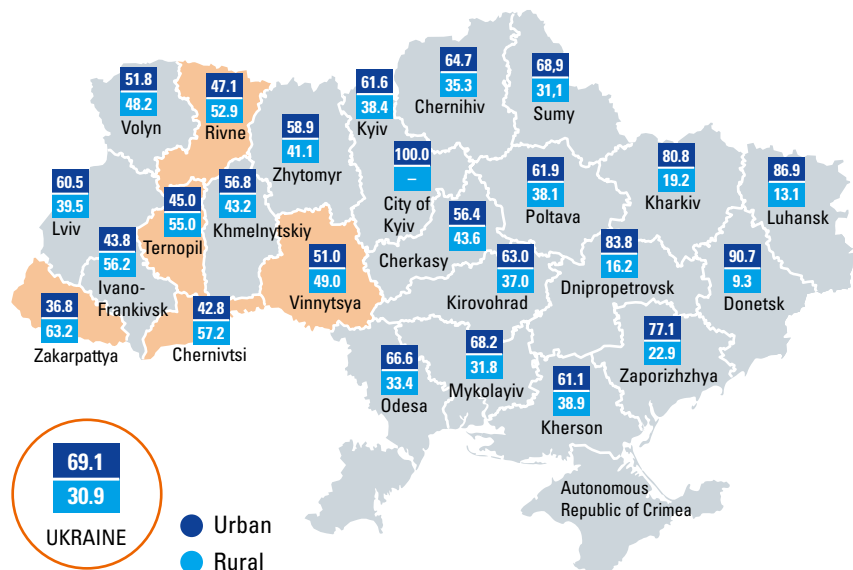 51.8
48.2
Volyn
47.1
52.9
Rivne
58.9
41.1
Zhytomyr
61.6
38.4
Kyiv
64.7
35.3
Chernihiv
68,9
31,1
Sumy
60.5
39.5
Lviv
45.0
55.0
Ternopil
56.8
43.2
Khmelnytskiy
100.0
–
City of
Kyiv
61.9
38.1
Poltava
80.8
19.2
Kharkiv
86.9
13.1
Luhansk
43.8
56.2
Ivano-
Frankivsk
51.0
49.0
Vinnytsya
56.4
43.6
Cherkasy
63.0
37.0
Kirovohrad
83.8
16.2
Dnipropetrovsk
90.7
9.3
Donetsk
36.8
63.2
Zakarpattya
42.8
57.2
Chernivtsi
66.6
33.4
Odesa
68.2
31.8
Mykolayiv
61.1
38.9
Kherson
77.1
22.9
Zaporizhzhya
69.1
30.9
UKRAINE
Urban
Rural
Autonomous
Republic of Crimea